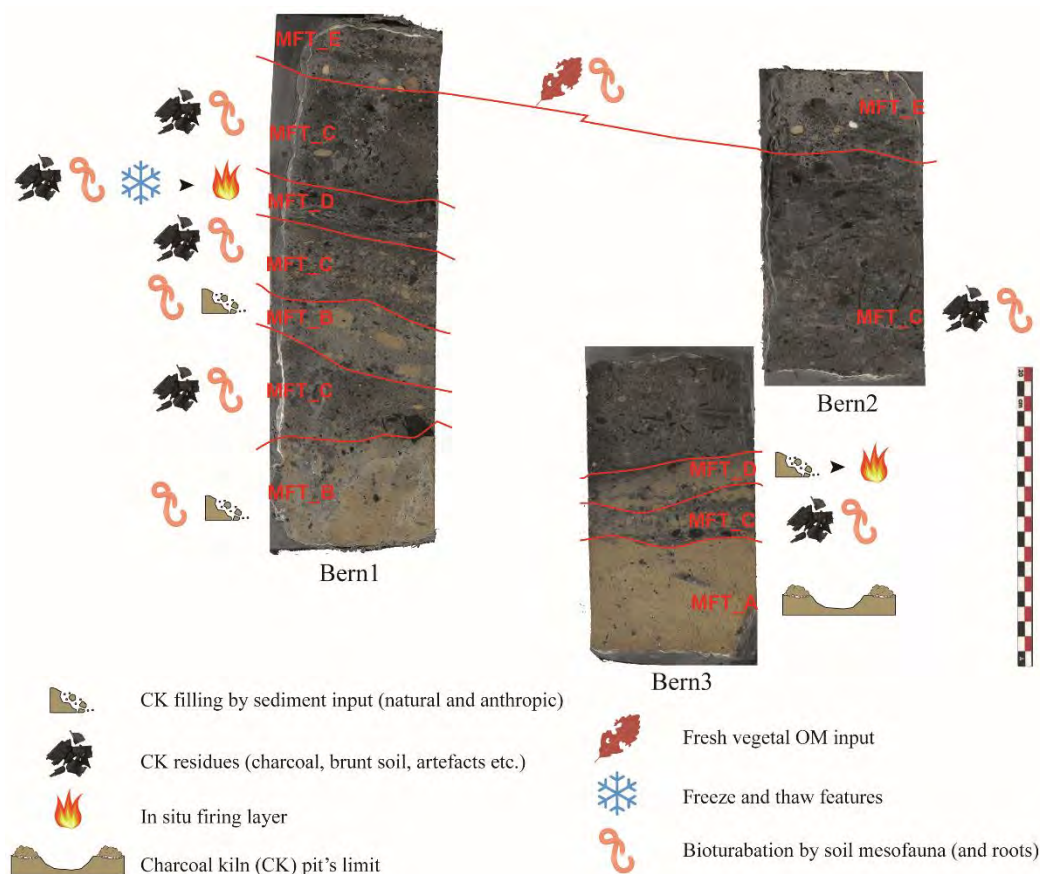 MFT_E
MFT_C
MFT_D
MFT_C
MFT_B
MFT_C
MFT_B
Bern1
MFT_E
MFT_C
Bern2
MFT_D
MFT_C
MFT_A
Bern3
CK filling by sediment input (natural and anthropic)
CK residues (charcoal, brunt soil, artefacts etc.)
In situ firing layer
Charcoal kiln (CK) pit's limit
Fresh vegetal OM input
Freeze and thaw features
Bioturabation by soil mesofauna (and roots)